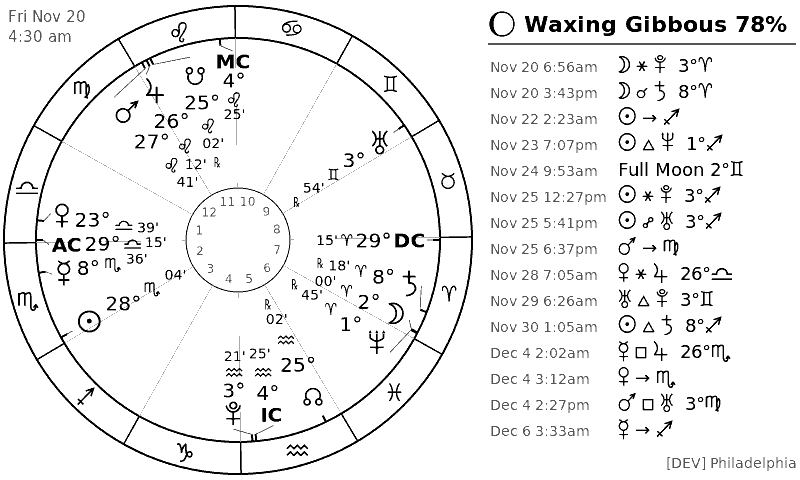 Fri Nov 20
4:30 am
MC
4°
♌
25'
☋
25°
♌
02'
℞
♃
26°
♌
12'
♂
27°
♌
41'
♅
3°
♊
54'
℞
♀ 23° ♎ 39'
AC 29° ♎ 15'
☿ 8° ♏ 36'
☉ 28° ♏ 04'
15' ♈ 29° DC
℞ 18' ♈ 8° ♄
00' ♈ 2° ☽
℞ 45' ♈ 1° ♆
℞
02'
♒
25°
☊
21'
♒
3°
♇
25'
♒
4°
IC
♋
♊
♉
♈
♓
♒
♑
♐
♏
♎
♍
♌
11 10
12 9
1 8
2 7
3 6
4 5
Waxing Gibbous 78%
Nov 20 6:56am ☽ ⚹ ⯓ 3°♈
Nov 20 3:43pm ☽ ☌ ♄ 8°♈
Nov 22 2:23am ☉ → ♐
Nov 23 7:07pm ☉ △ ♆ 1°♐
Nov 24 9:53am Full Moon 2°♊
Nov 25 12:27pm ☉ ⚹ ⯓ 3°♐
Nov 25 5:41pm ☉ ☍ ♅ 3°♐
Nov 25 6:37pm ♂ → ♍
Nov 28 7:05am ♀ ⚹ ♃ 26°♎
Nov 29 6:26am ♅ △ ⯓ 3°♊
Nov 30 1:05am ☉ △ ♄ 8°♐
Dec 4 2:02am ☿ □ ♃ 26°♏
Dec 4 3:12am ♀ → ♏
Dec 4 2:27pm ♂ □ ♅ 3°♍
Dec 6 3:33am ☿ → ♐
[DEV] Philadelphia